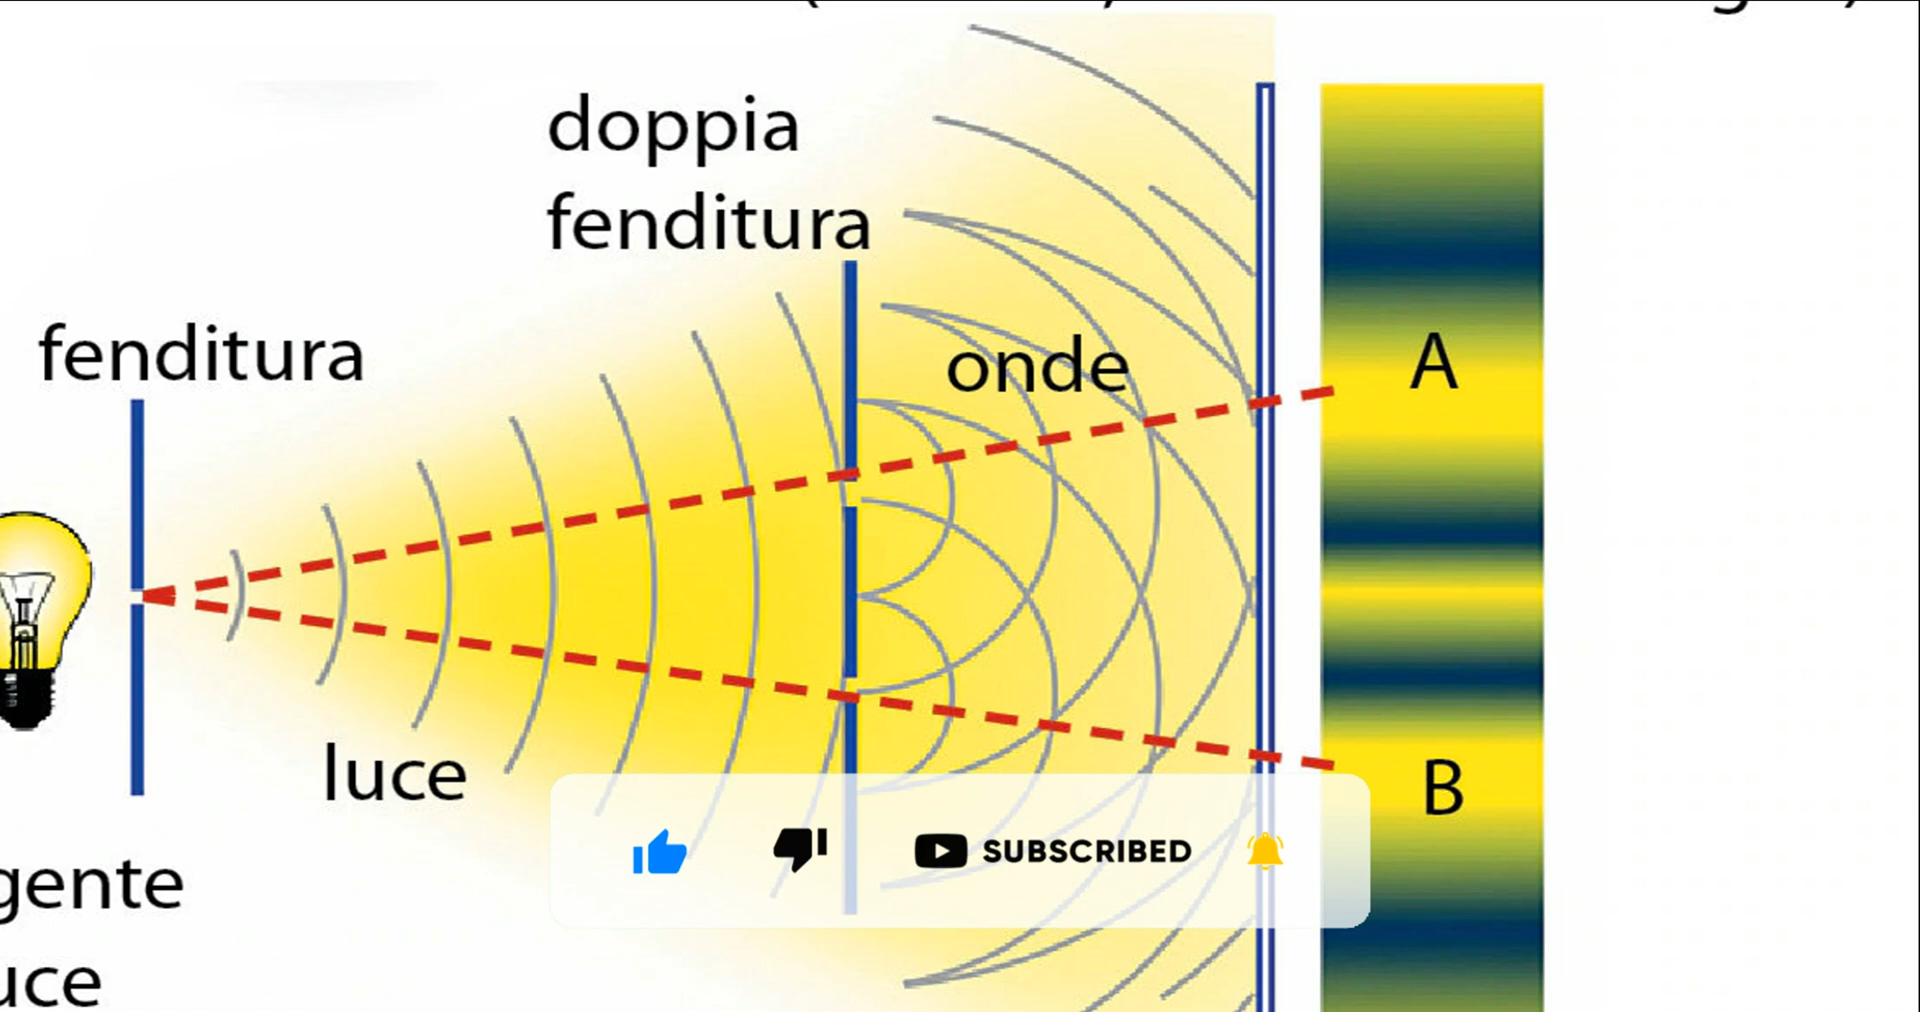 doppia
fenditura
fenditura
onde
A
luce
B
SUBSCRIBED
gente
uce